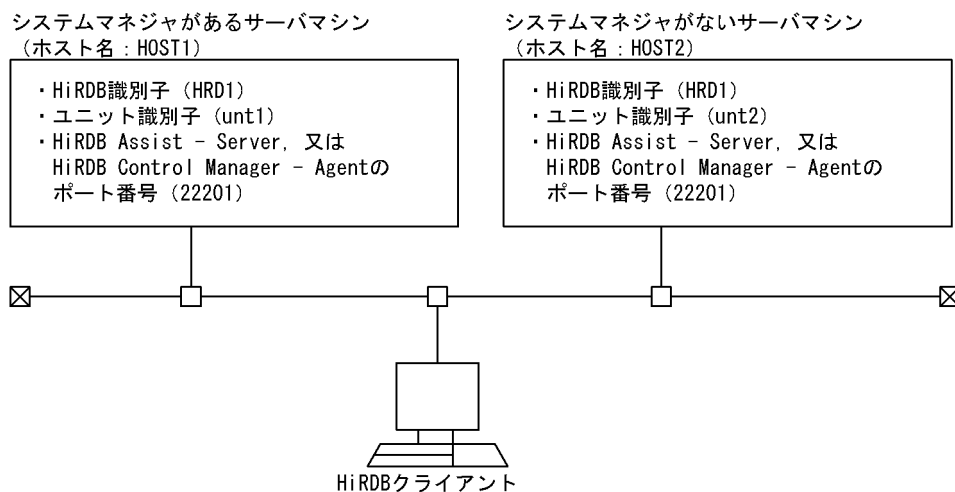 システムマネジャがあるサーバマシン
（ホスト名：HOST1）
・HiRDB識別子（HRD1）
・ユニット識別子（unt1）
・HiRDB Assist － Server，又は
HiRDB Control Manager － Agentの
ポート番号（22201）
システムマネジャがないサーバマシン
（ホスト名：HOST2）
・HiRDB識別子（HRD1）
・ユニット識別子（unt2）
・HiRDB Assist － Server，又は
HiRDB Control Manager － Agentの
ポート番号（22201）
HiRDBクライアント